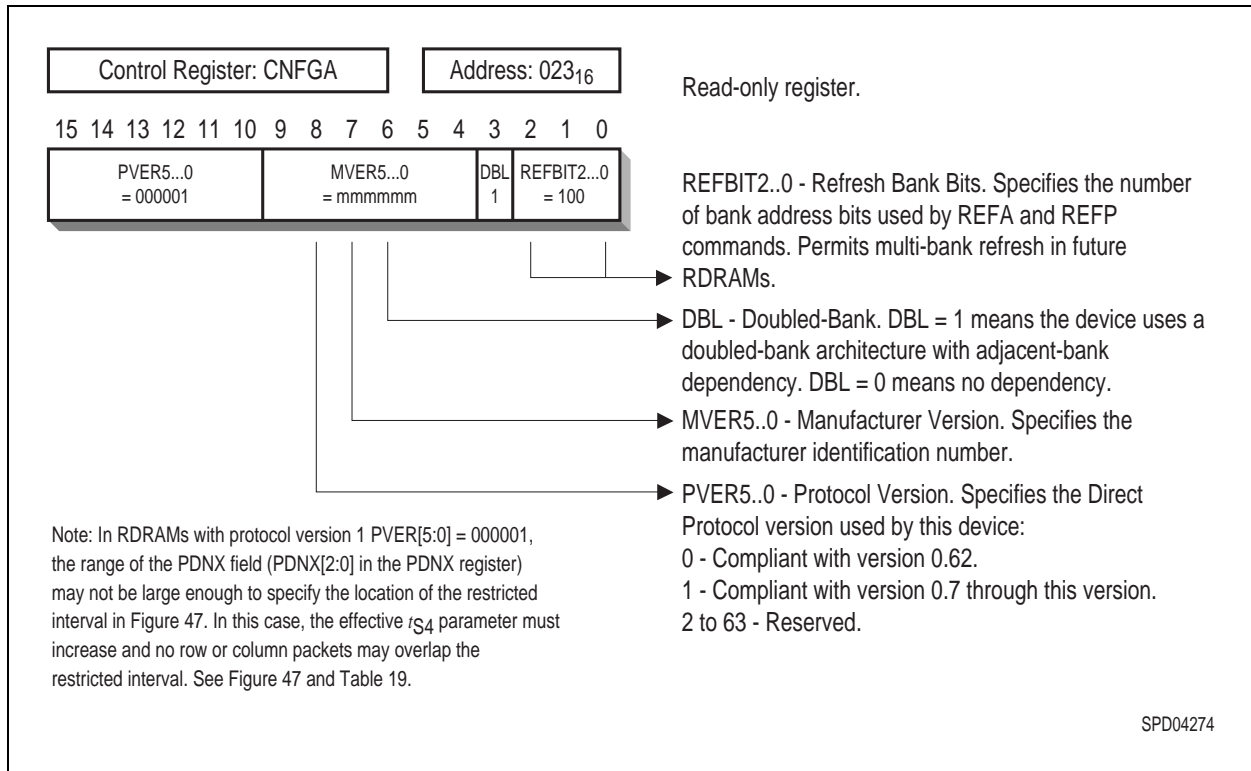 Control Register: CNFGA
Address: 023₁₆
Read-only register.
15 14 13 12 11 10 9 8 7 6 5 4 3 2 1 0
PVER5...0
= 000001
MVER5...0
= mmmmmm
DBL
1
REFBIT2...0
= 100
REFBIT2..0 - Refresh Bank Bits. Specifies the number
of bank address bits used by REFA and REFP
commands. Permits multi-bank refresh in future
RDRAMs.
DBL - Doubled-Bank. DBL = 1 means the device uses a
doubled-bank architecture with adjacent-bank
dependency. DBL = 0 means no dependency.
MVER5..0 - Manufacturer Version. Specifies the
manufacturer identification number.
PVER5..0 - Protocol Version. Specifies the Direct
Protocol version used by this device:
0 - Compliant with version 0.62.
1 - Compliant with version 0.7 through this version.
2 to 63 - Reserved.
Note: In RDRAMs with protocol version 1 PVER[5:0] = 000001,
the range of the PDNX field (PDNX[2:0] in the PDNX register)
may not be large enough to specify the location of the restricted
interval in Figure 47. In this case, the effective tS4 parameter must
increase and no row or column packets may overlap the
restricted interval. See Figure 47 and Table 19.
SPD04274